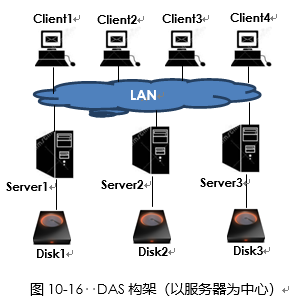 Client1 Client2 Client3 Client4
LAN
Server1 Server2 Server3
Disk1 Disk2 Disk3
图 10-16··DAS 构架（以服务器为中心）